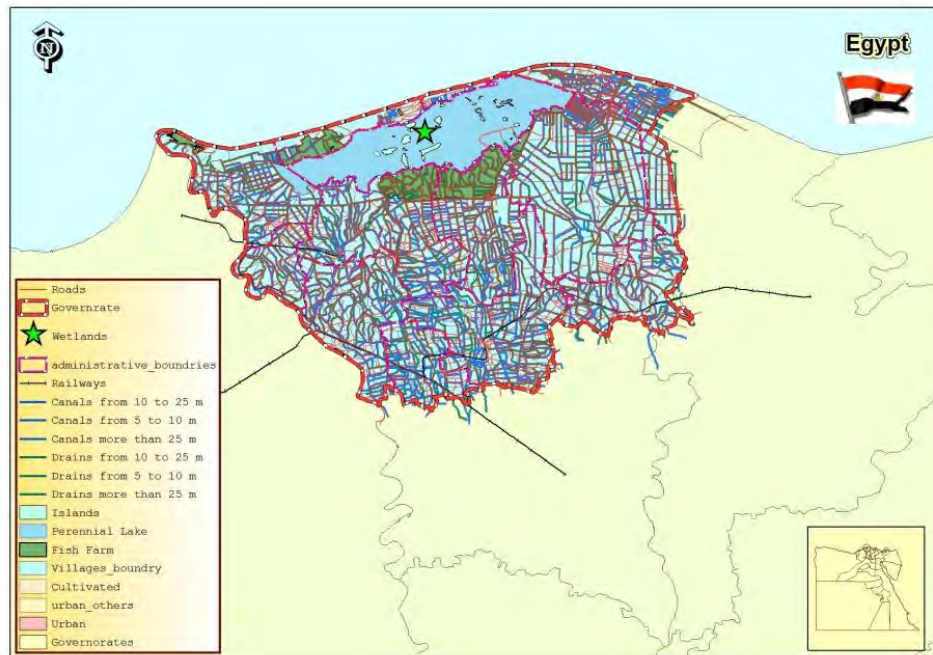 N
Egypt
Roads
Governrate
Wetlands
administrative_boundries
Railways
Canals from 10 to 25 m
Canals from 5 to 10 m
Canals more than 25 m
Drains from 10 to 25 m
Drains from 5 to 10 m
Drains more than 25 m
Islands
Perennial Lake
Fish Farm
Villages_boundry
Cultivated
urban_others
Urban
Governorates